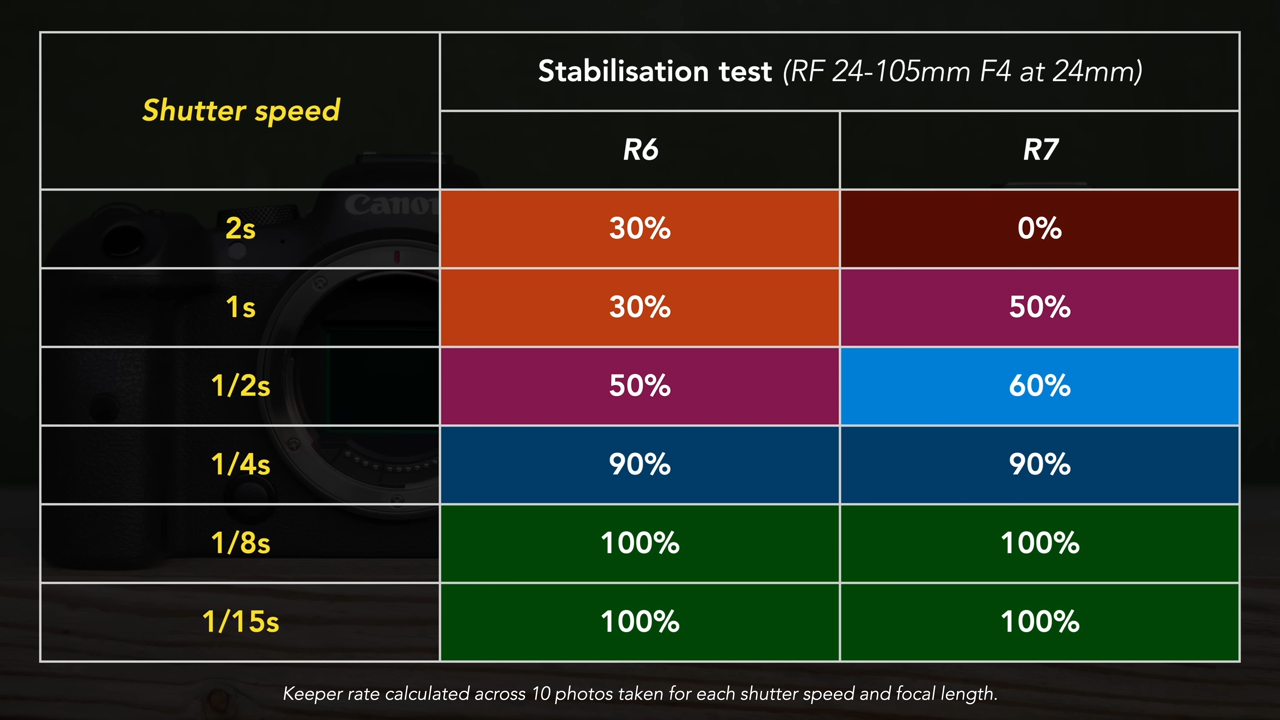 Shutter speed
Stabilisation test (RF 24-105mm F4 at 24mm)
R6 R7
Canon
2s 30% 0%
1s 30% 50%
1/2s 50% 60%
1/4s 90% 90%
1/8s 100% 100%
1/15s 100% 100%
Keeper rate calculated across 10 photos taken for each shutter speed and focal length.